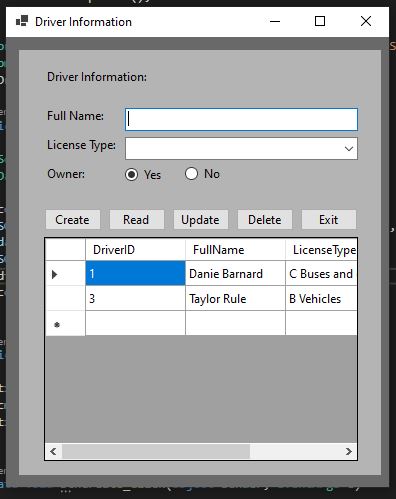 Driver Information
Driver Information:
Full Name:
License Type:
Owner: Yes No
Create Read Update Delete Exit
DriverID FullName LicenseType
1 Danie Barnard C Buses and
3 Taylor Rule B Vehicles